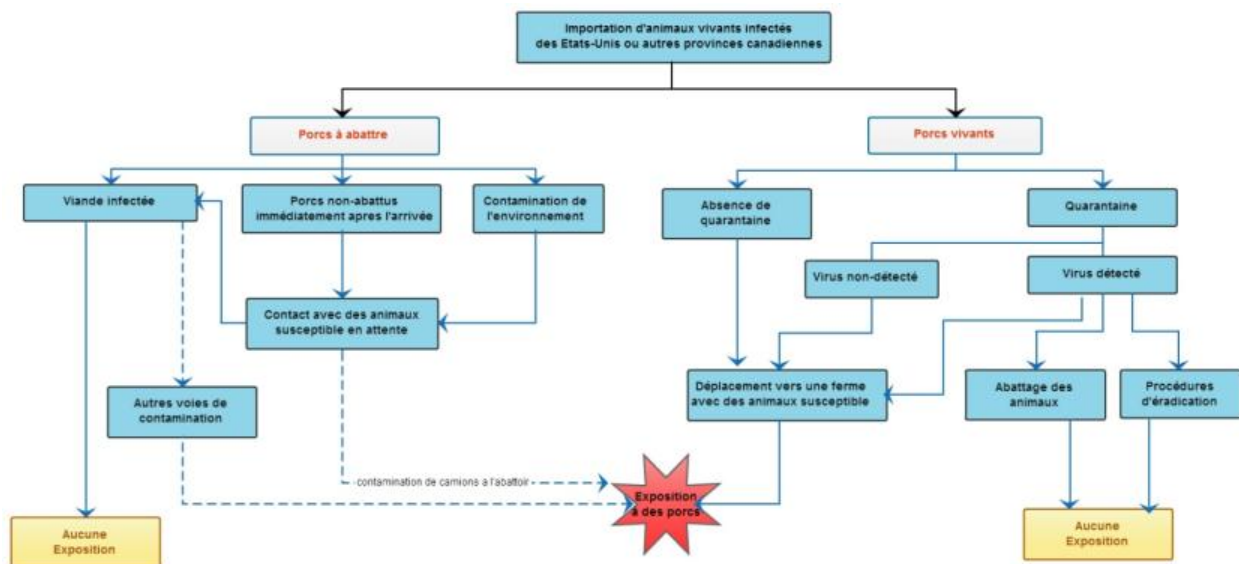 Importation d'animaux vivants infectés
des Etats-Unis ou autres provinces canadiennes
Porcs à abattre
Porcs vivants
Viande infectée
Porcs non-abattus
immédiatement apres l'arrivée
Contamination de
l'environnement
Absence de
quarantaine
Quarantaine
Virus non-détecté
Virus détecté
Contact avec des animaux
susceptible en attente
Autres voies de
contamination
Déplacement vers une ferme
avec des animaux susceptible
Abattage des
animaux
Procédures
d'éradication
contamination de camions a l'abattoir
Exposition
à des porcs
Aucune
Exposition
Aucune
Exposition